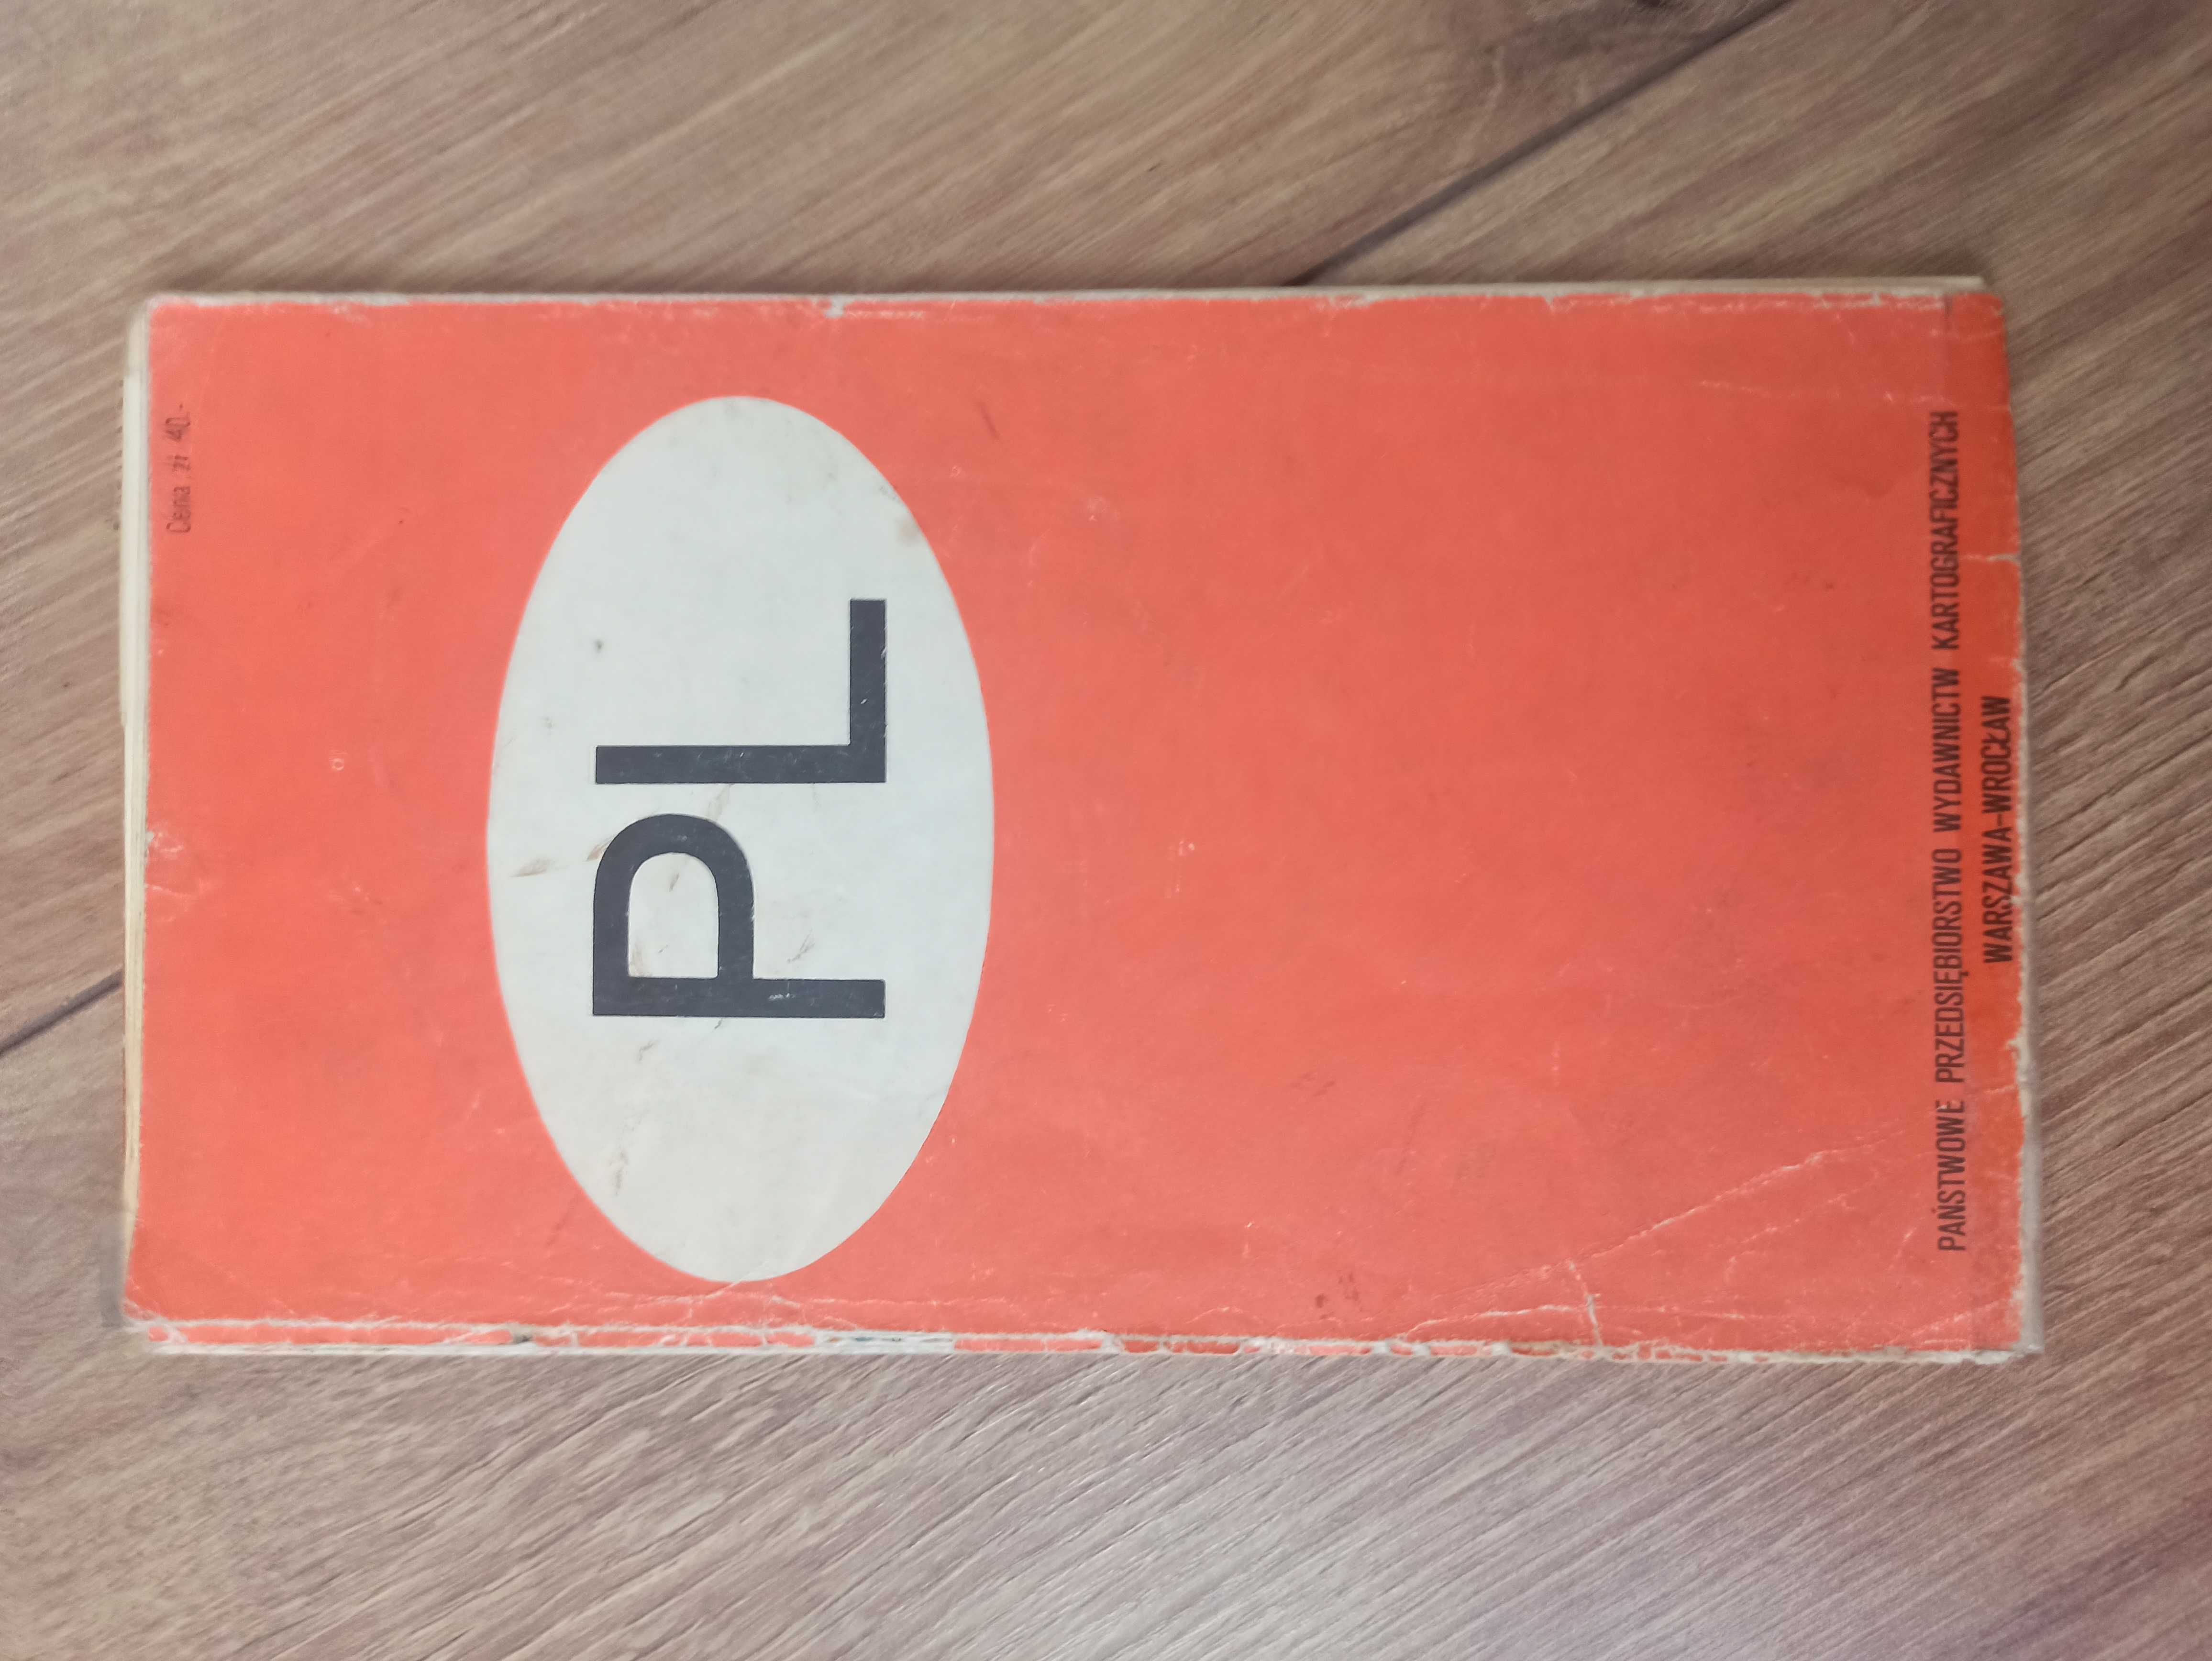 Cena zł 40.-
PL
PAŃSTWOWE PRZEDSIĘBIORSTWO WYDAWNICTW KARTOGRAFICZNYCH
WARSZAWA-WROCŁAW